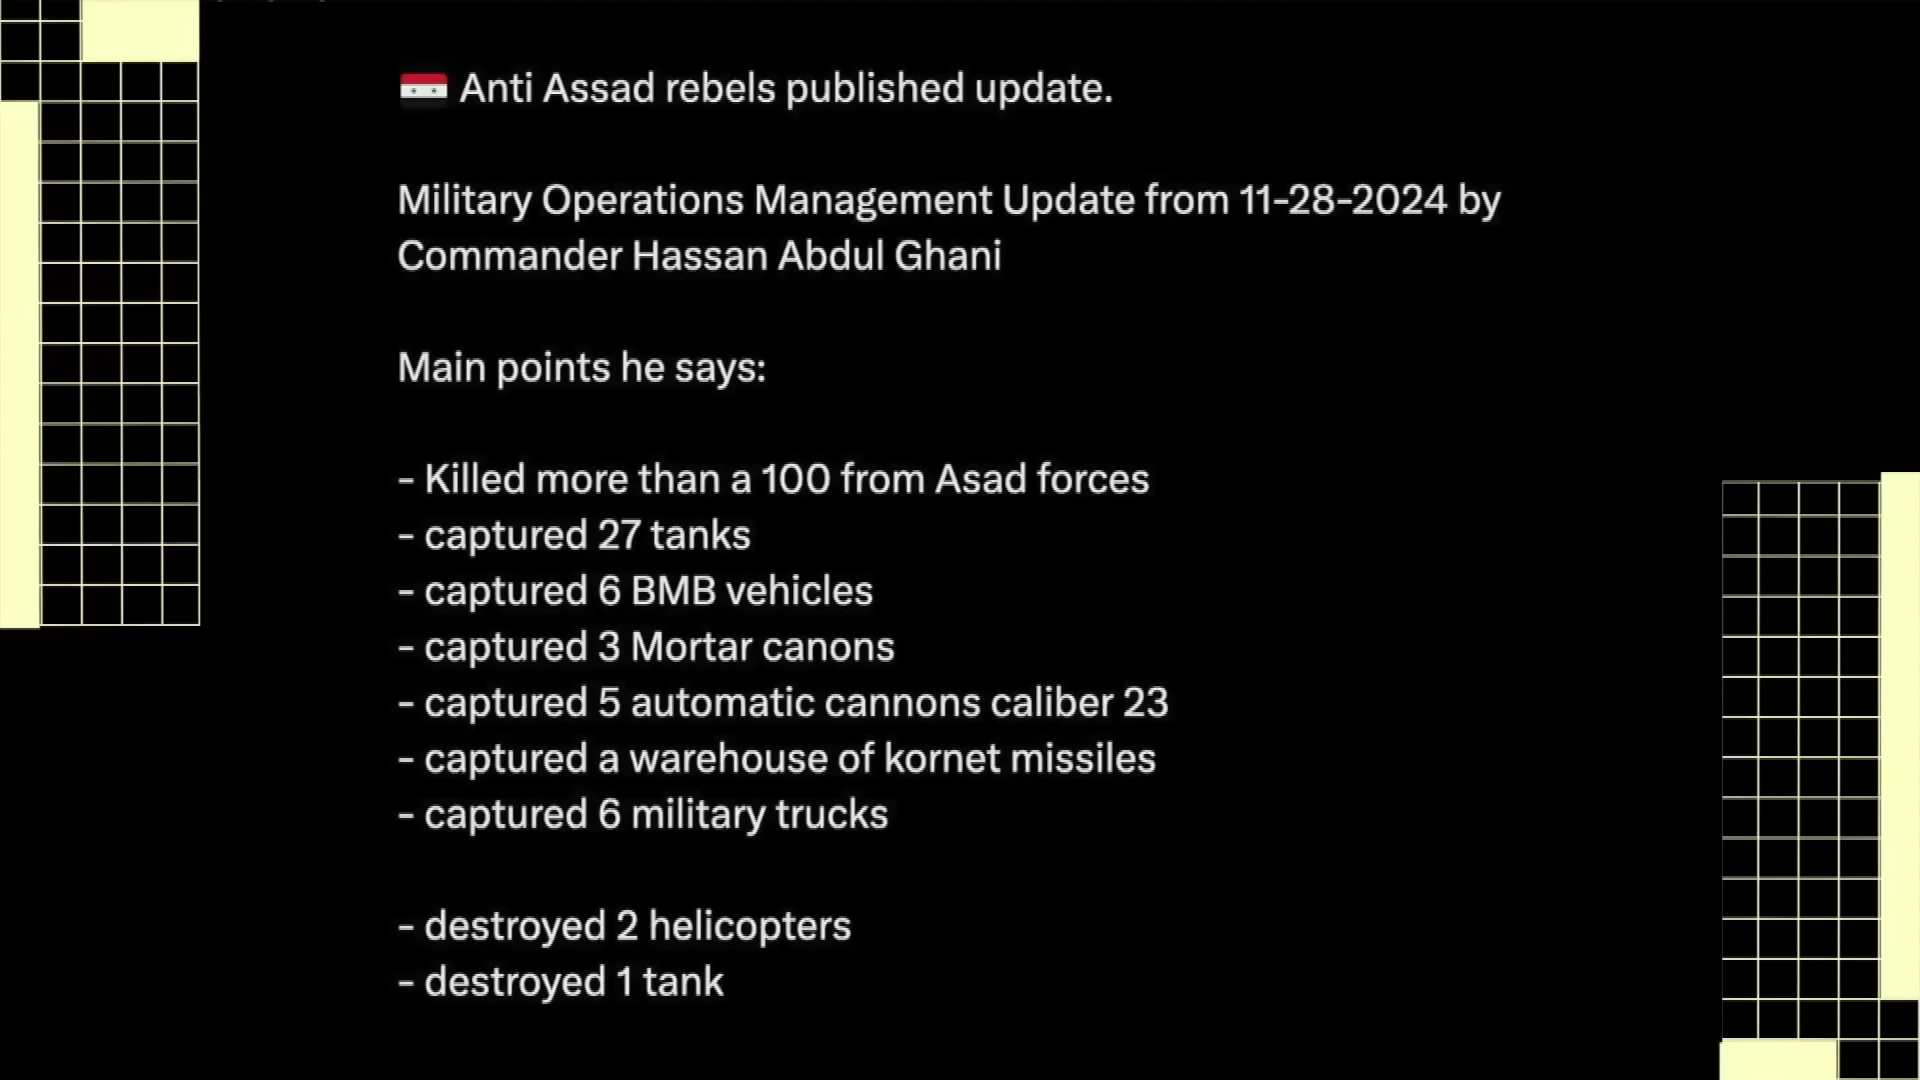 🇸🇾 Anti Assad rebels published update.
Military Operations Management Update from 11-28-2024 by
Commander Hassan Abdul Ghani
Main points he says:
- Killed more than a 100 from Asad forces
- captured 27 tanks
- captured 6 BMB vehicles
- captured 3 Mortar canons
- captured 5 automatic cannons caliber 23
- captured a warehouse of kornet missiles
- captured 6 military trucks
- destroyed 2 helicopters
- destroyed 1 tank